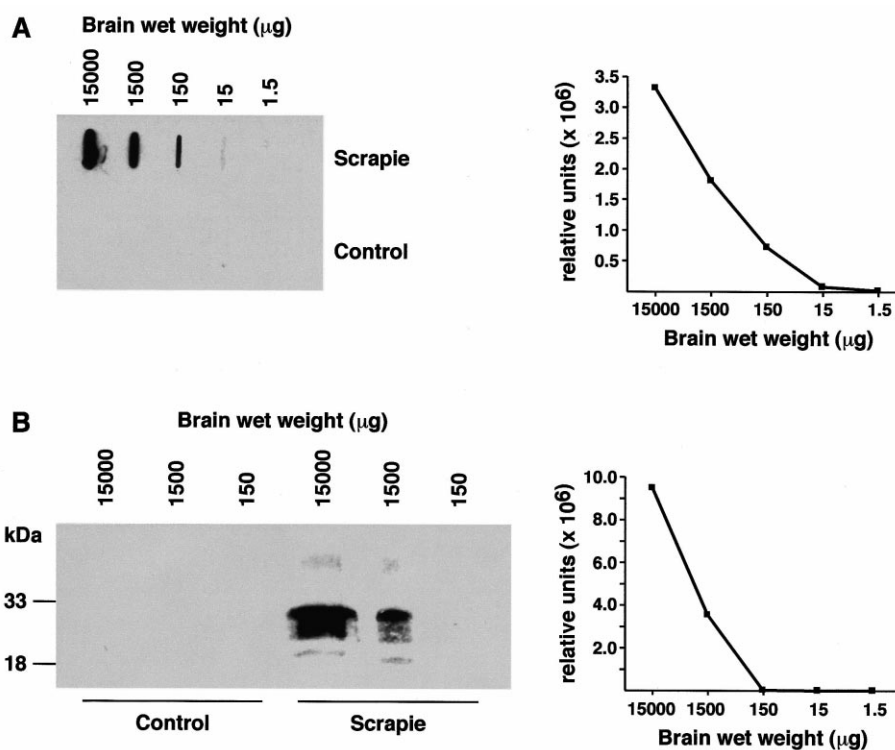 A
Brain wet weight (μg)
15000 1500 150 15 1.5
Scrapie
Control
relative units (x 10⁶)
3.5
3.0
2.5
2.0
1.5
1.0
0.5
15000 1500 150 15 1.5
Brain wet weight (μg)
B
Brain wet weight (μg)
15000 1500 150 15000 1500 150
kDa
33
18
Control Scrapie
relative units (x 10⁶)
10.0
8.0
6.0
4.0
2.0
15000 1500 150 15 1.5
Brain wet weight (μg)